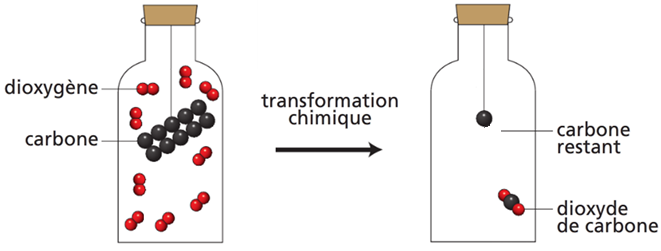 dioxygène
carbone
transformation
chimique
carbone
restant
dioxyde
de carbone